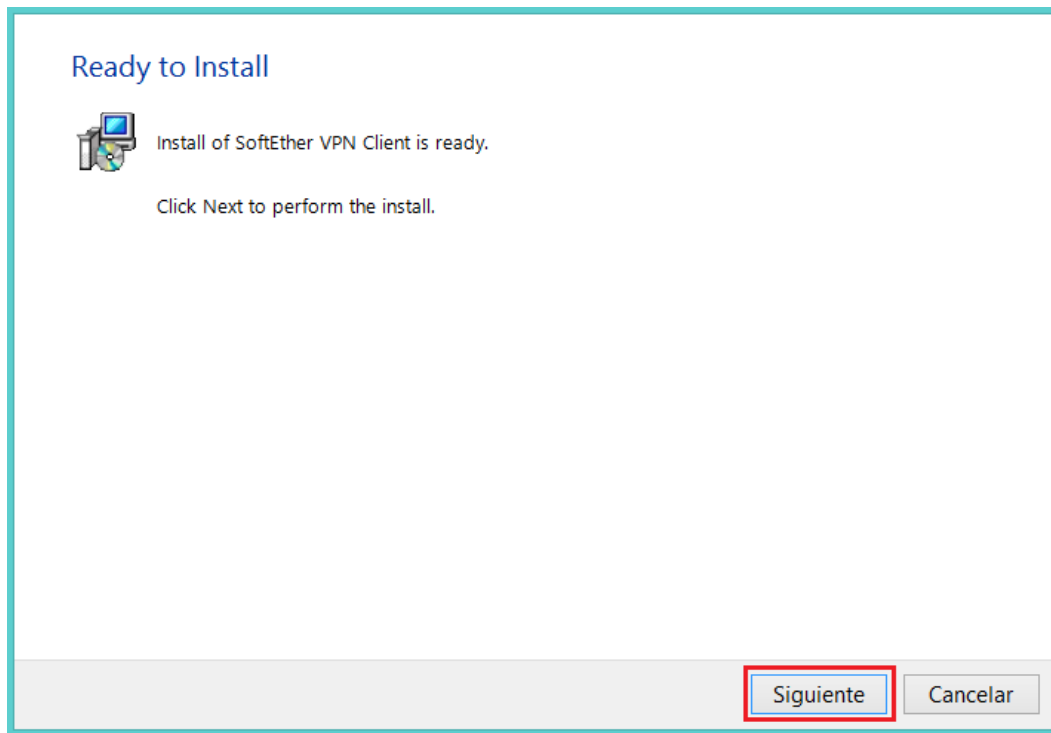 Ready to Install
Install of SoftEther VPN Client is ready.
Click Next to perform the install.
Siguiente
Cancelar